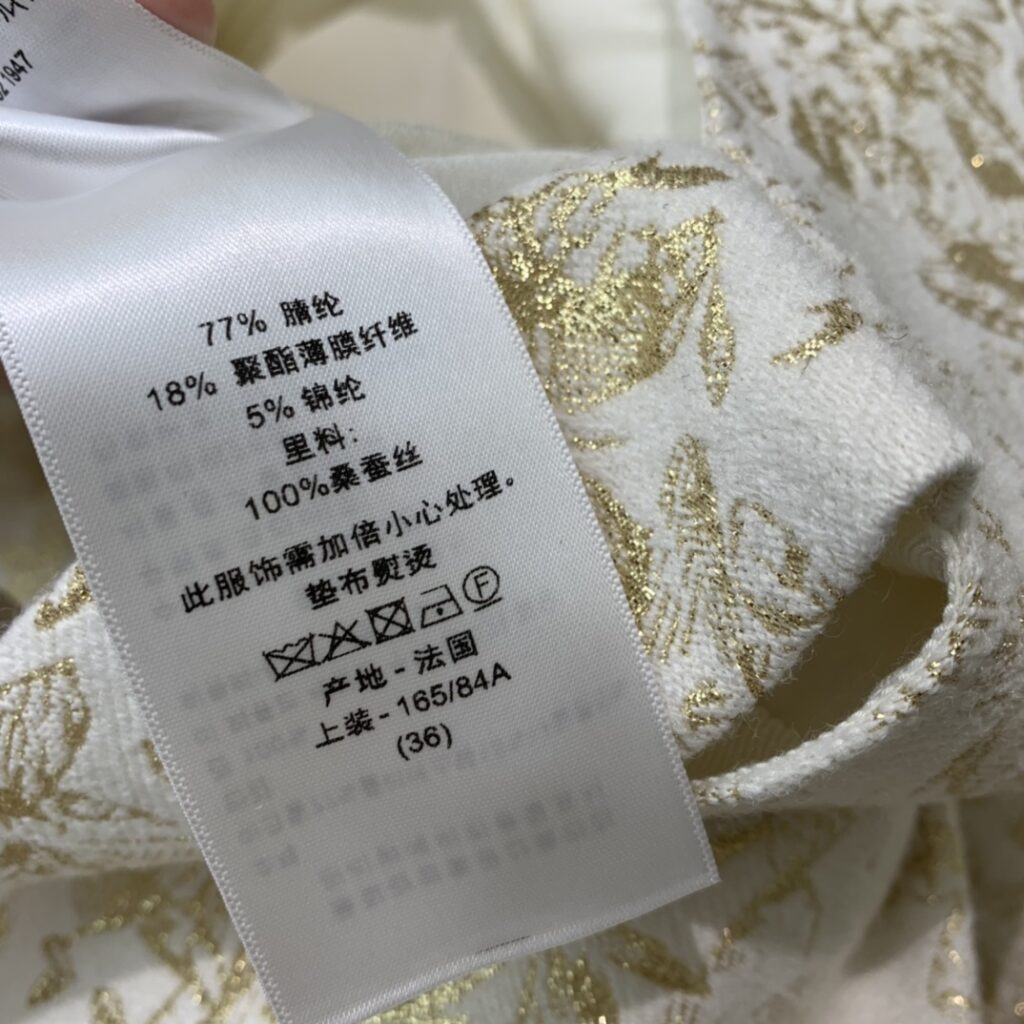 21947
77% 腈纶
18% 聚酯薄膜纤维
5% 锦纶
里料:
100%桑蚕丝
此服饰需加倍小心处理。
垫布熨烫
F
产地 - 法国
上装 - 165/84A
(36)